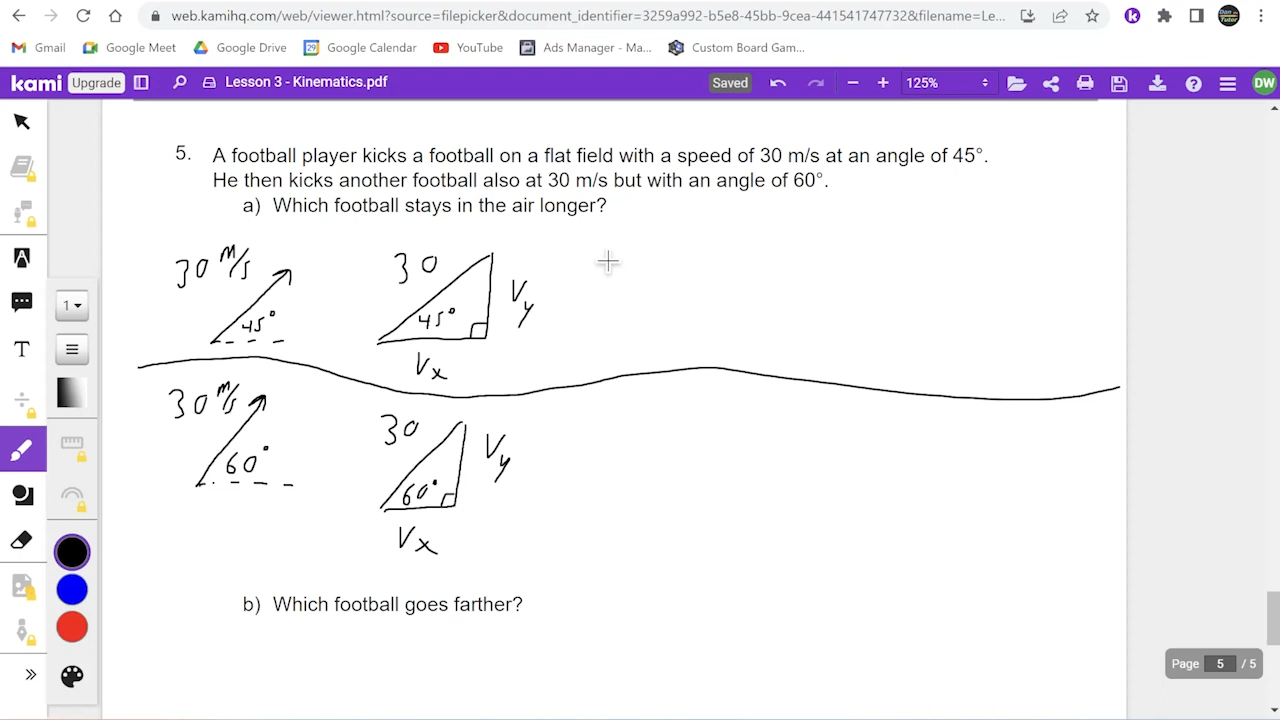 web.kamihq.com/web/viewer.html?source=filepicker&document_identifier=3259a992-b5e8-45bb-9cea-441541747732&filename=Le...
Gmail Google Meet Google Drive Google Calendar YouTube Ads Manager - Ma... Custom Board Gam...
kami Upgrade Lesson 3 - Kinematics.pdf Saved 125% DW
5. A football player kicks a football on a flat field with a speed of 30 m/s at an angle of 45°.
He then kicks another football also at 30 m/s but with an angle of 60°.
a) Which football stays in the air longer?
30 m/s
45°
30
45°
Vy
Vx
30 m/s
60°
30
60°
Vy
Vx
b) Which football goes farther?
1
T
Page 5 / 5